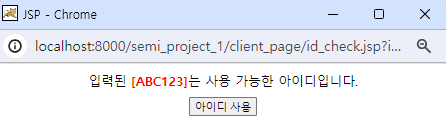 JSP - Chrome
localhost:8000/semi_project_1/client_page/id_check.jsp?i...
입력된 [ABC123]는 사용 가능한 아이디입니다.
아이디 사용